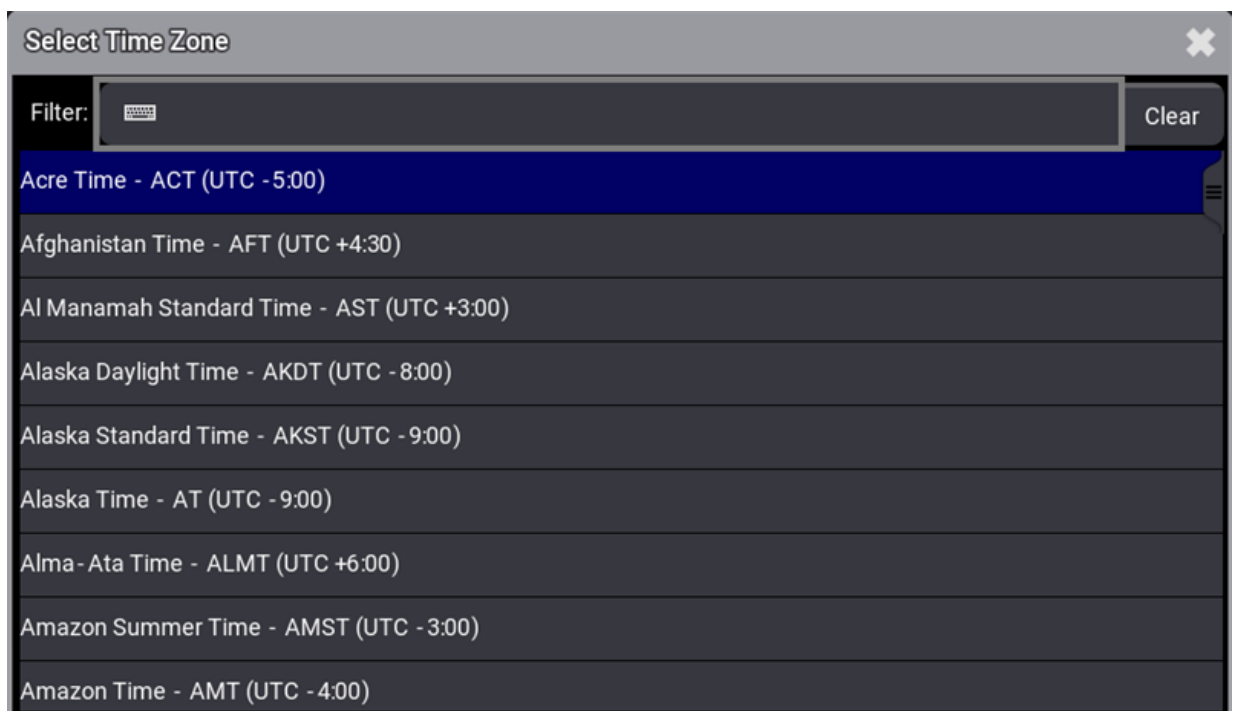 Select Time Zone
Filter:
Clear
Acre Time - ACT (UTC -5:00)
Afghanistan Time - AFT (UTC +4:30)
Al Manamah Standard Time - AST (UTC +3:00)
Alaska Daylight Time - AKDT (UTC -8:00)
Alaska Standard Time - AKST (UTC -9:00)
Alaska Time - AT (UTC -9:00)
Alma-Ata Time - ALMT (UTC +6:00)
Amazon Summer Time - AMST (UTC -3:00)
Amazon Time - AMT (UTC -4:00)